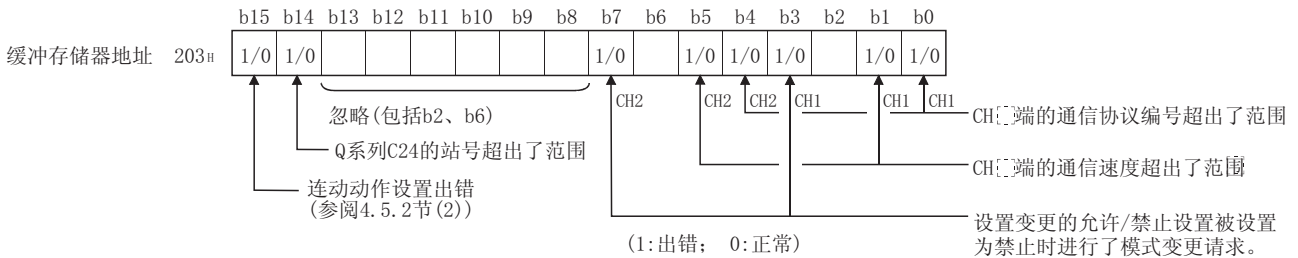 b15 b14 b13 b12 b11 b10 b9 b8 b7 b6 b5 b4 b3 b2 b1 b0
缓冲存储器地址 203H 1/0 1/0 1/0 1/0 1/0 1/0 1/0 1/0
CH2 CH2 CH2 CH1 CH1 CH1
忽略(包括b2、b6)
CH端的通信协议编号超出了范围
Q系列C24的站号超出了范围
CH端的通信速度超出了范围
连动动作设置出错
(参阅4.5.2节(2))
设置变更的允许/禁止设置被设置
为禁止时进行了模式变更请求。
(1:出错； 0:正常)